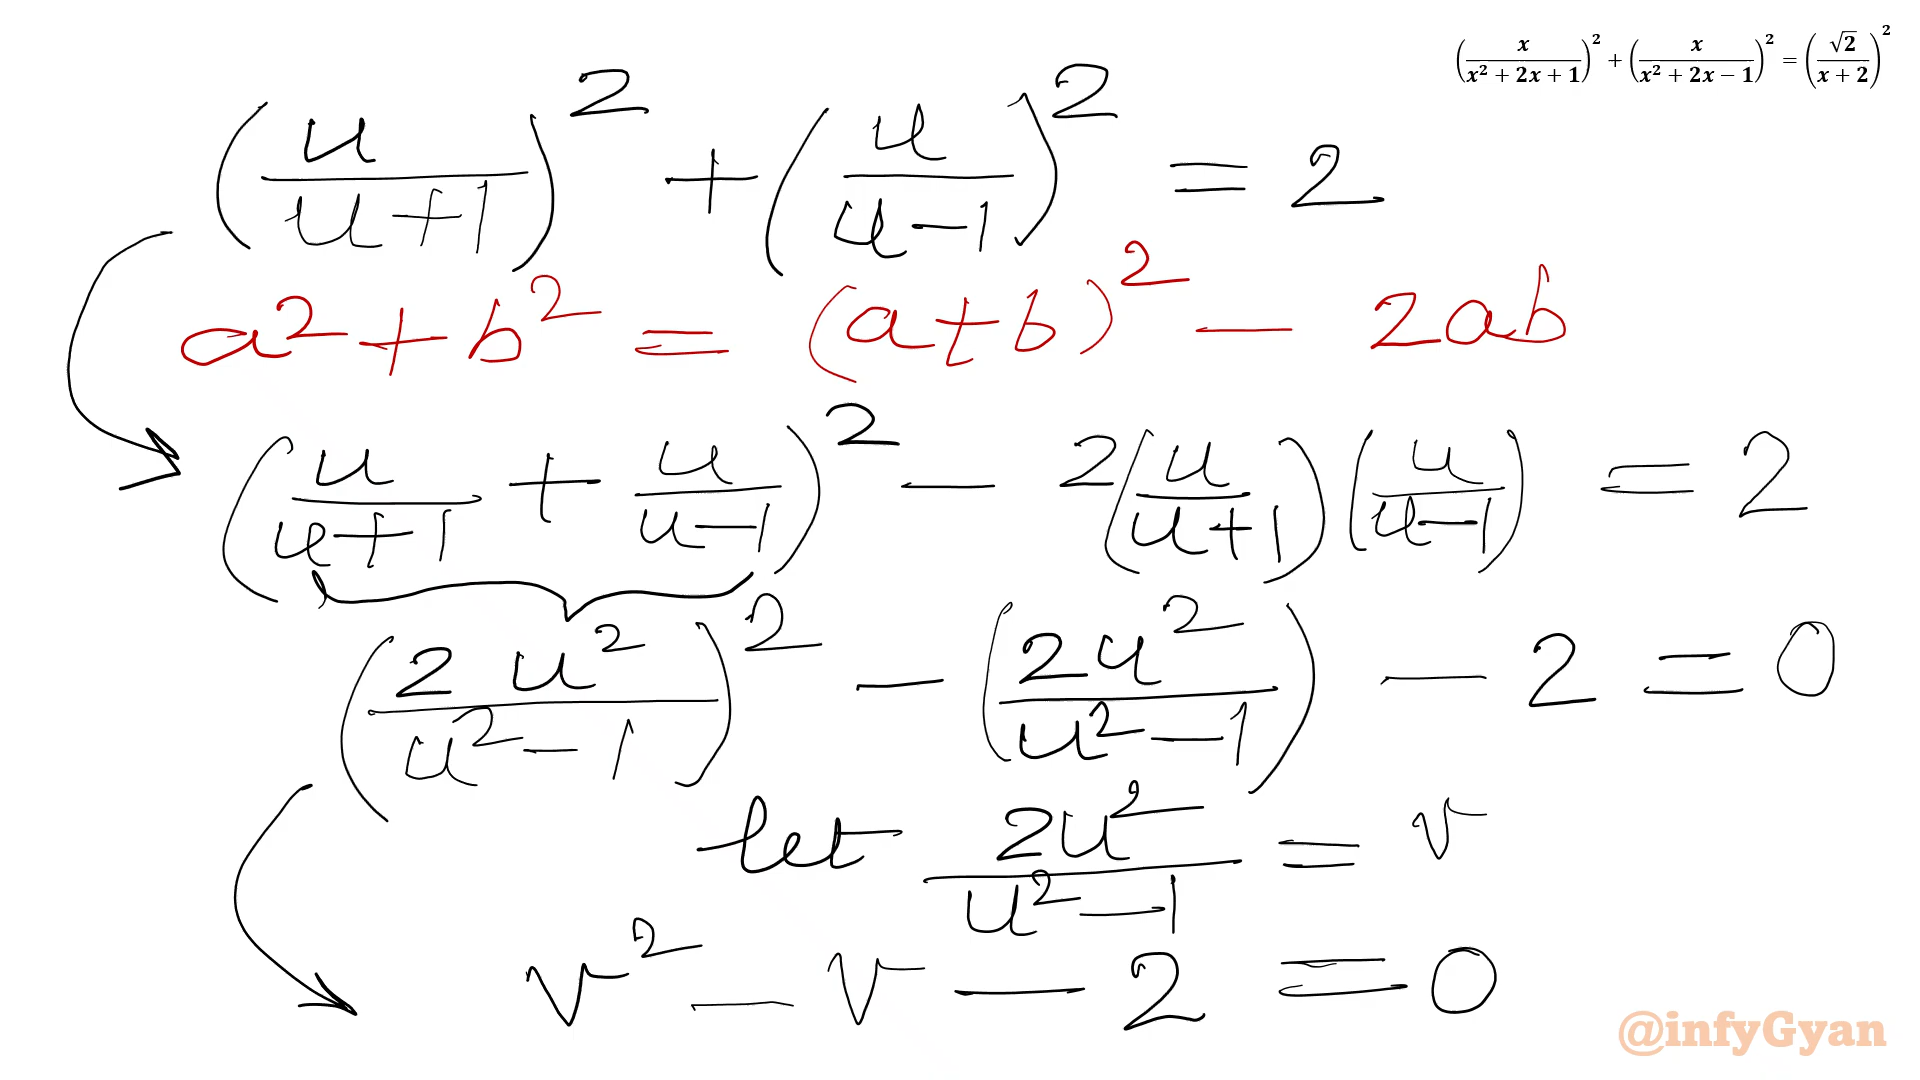 (x/(x² + 2x + 1))² + (x/(x² + 2x − 1))² = (√2/(x + 2))²
(u/(u+1))² + (u/(u−1))² = 2
a² + b² = (a+b)² − 2ab
(u/(u+1) + u/(u−1))² − 2(u/(u+1))(u/(u−1)) = 2
(2u²/(u²−1))² − (2u²/(u²−1)) − 2 = 0
let 2u²/(u²−1) = v
v² − v − 2 = 0
@infyGyan